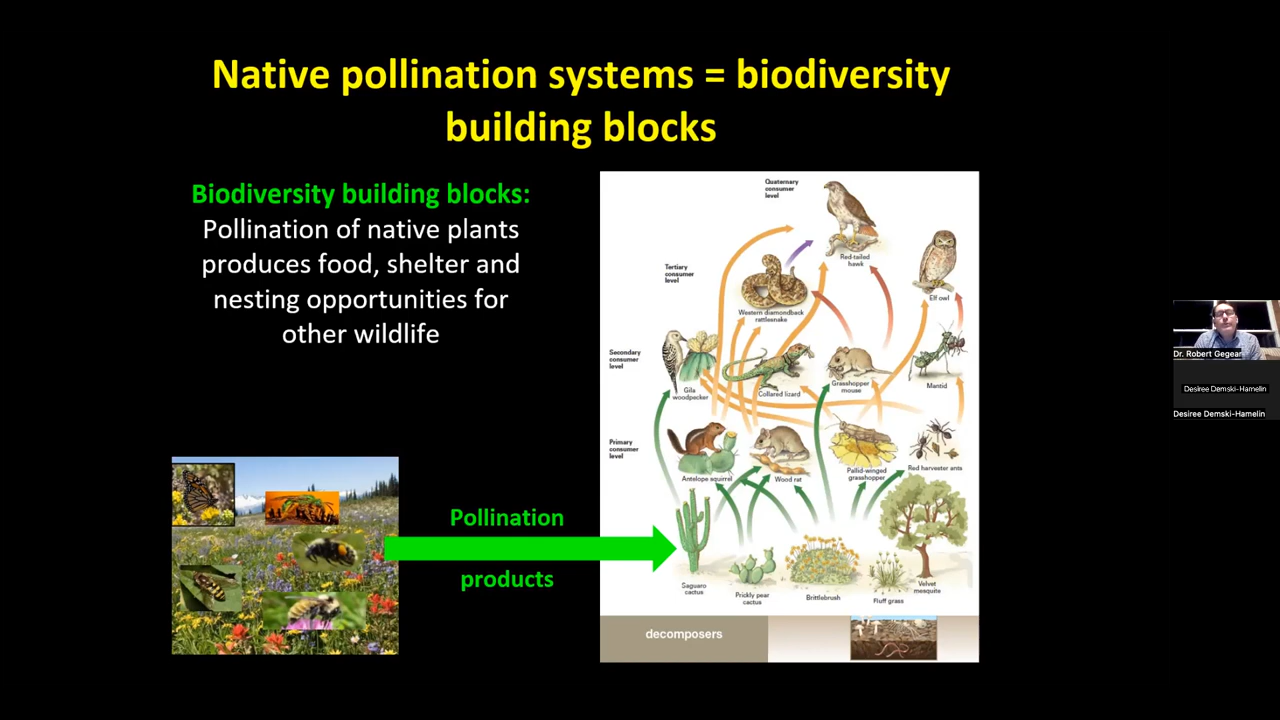 Native pollination systems = biodiversity
building blocks
Biodiversity building blocks:
Pollination of native plants
produces food, shelter and
nesting opportunities for
other wildlife
Pollination
products
Quaternary
consumer
level
Red-tailed
hawk
Elf owl
Tertiary
consumer
level
Western diamondback
rattlesnake
Secondary
consumer
level
Gila
woodpecker
Collared lizard
Grasshopper
mouse
Mantid
Primary
consumer
level
Antelope squirrel
Wood rat
Pallid-winged
grasshopper
Red harvester ants
Saguaro
cactus
Prickly pear
cactus
Brittlebrush
Fluff grass
Velvet
mesquite
decomposers
Dr. Robert Gegear
Desiree Demski-Hamelin
Desiree Demski-Hamelin